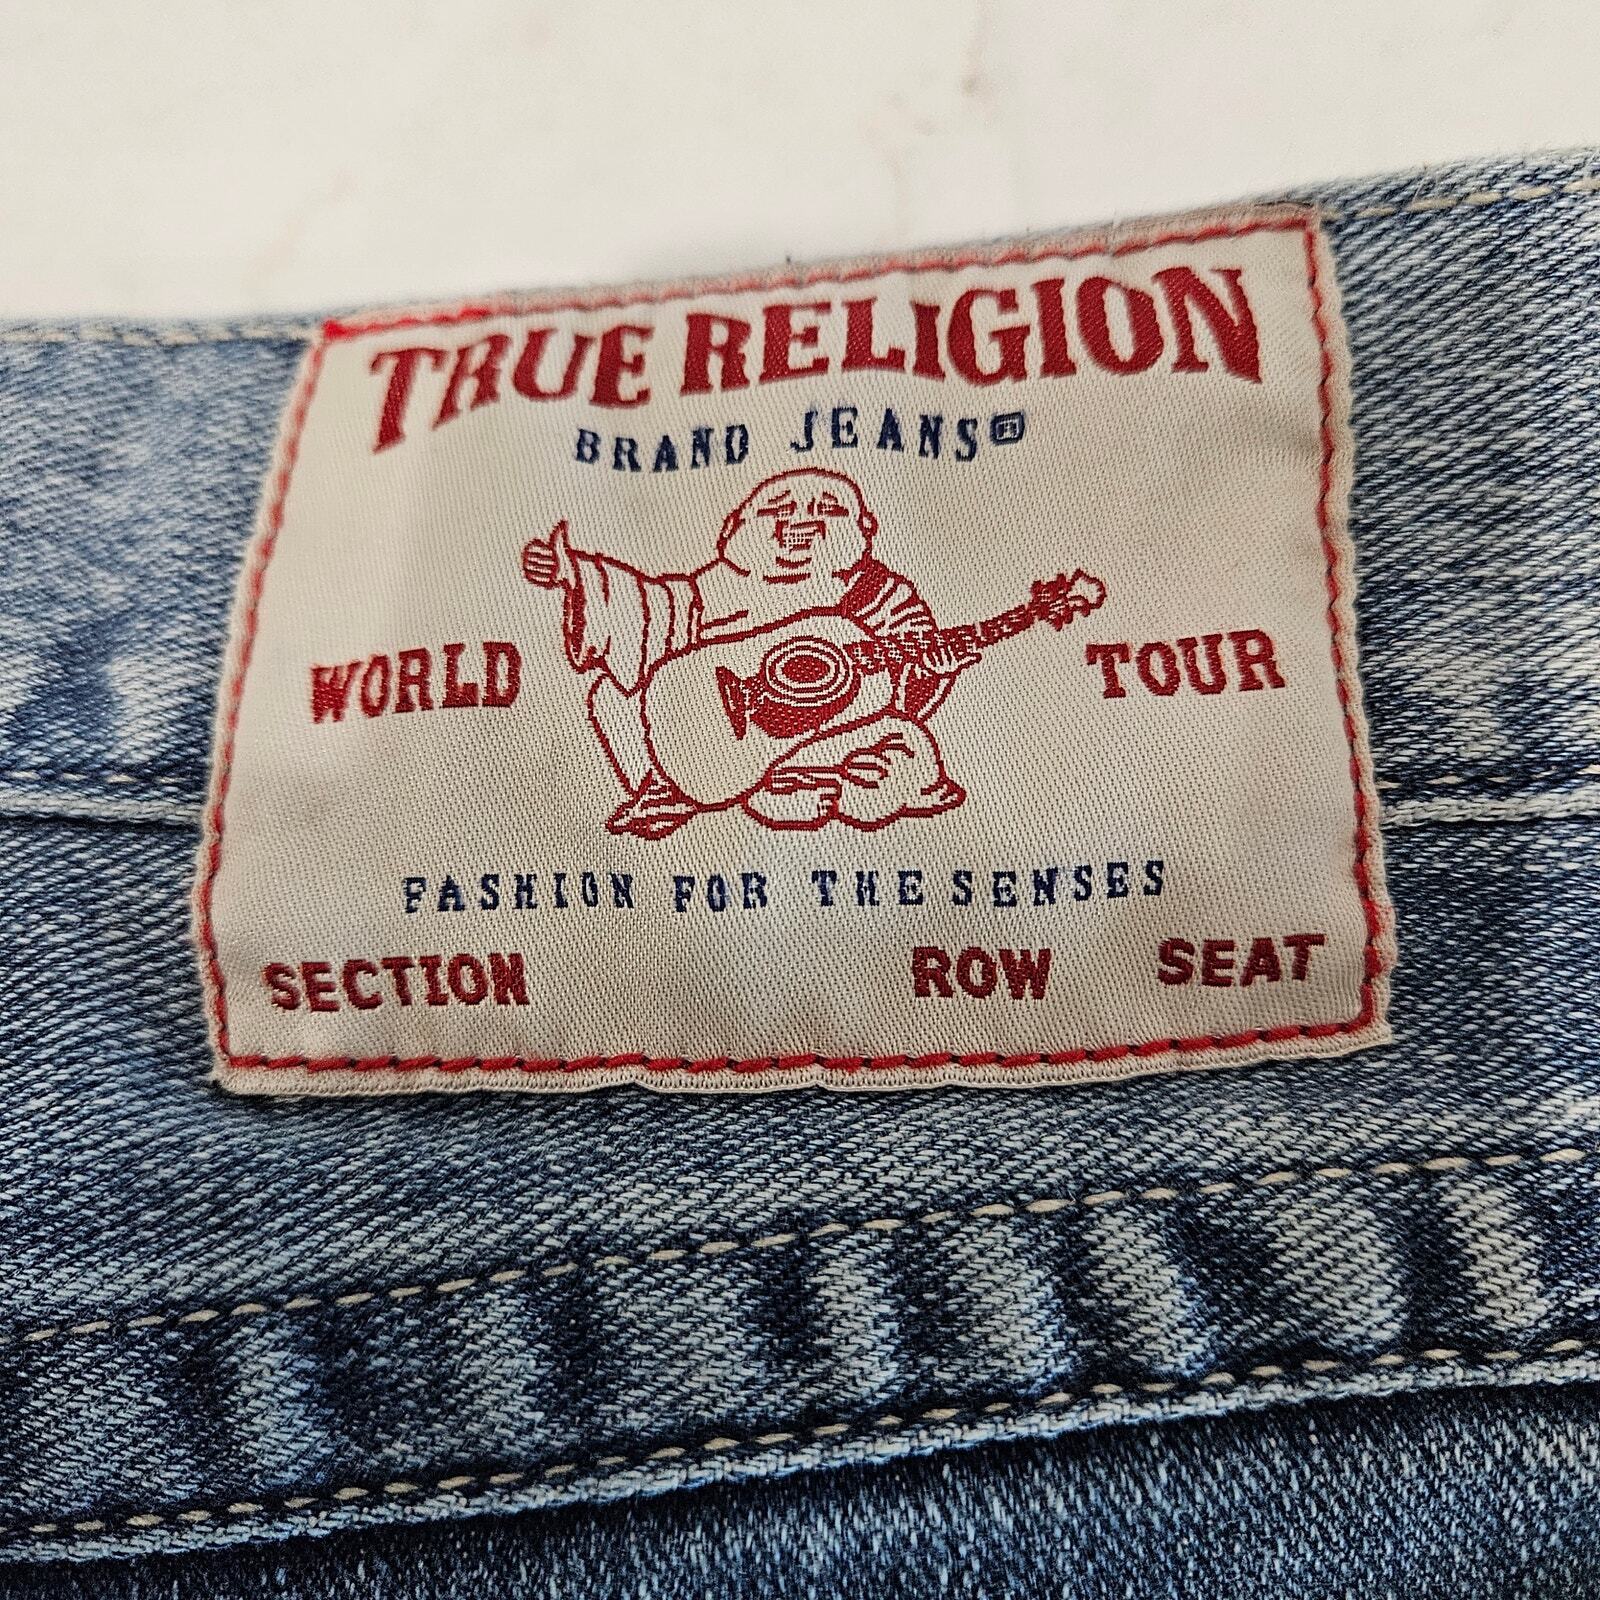 TRUE RELIGION
BRAND JEANS®
WORLD TOUR
FASHION FOR THE SENSES
SECTION ROW SEAT